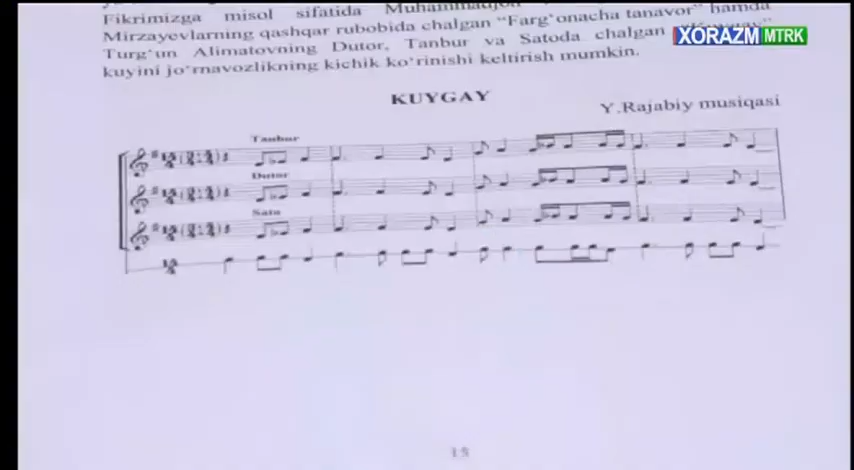 Fikrimizga misol sifatida
Mirzayevlarning qashqar rubobida chalgan “Farg‘onacha tanavor” hamda
Turg‘un Alimatovning Dutor, Tanbur va Satoda chalgan
kuyini jo‘rnavozlikning kichik ko‘rinishi keltirish mumkin.
XORAZM MTRK
KUYGAY
Y.Rajabiy musiqasi
Tanbur
Dutor
Sato
15